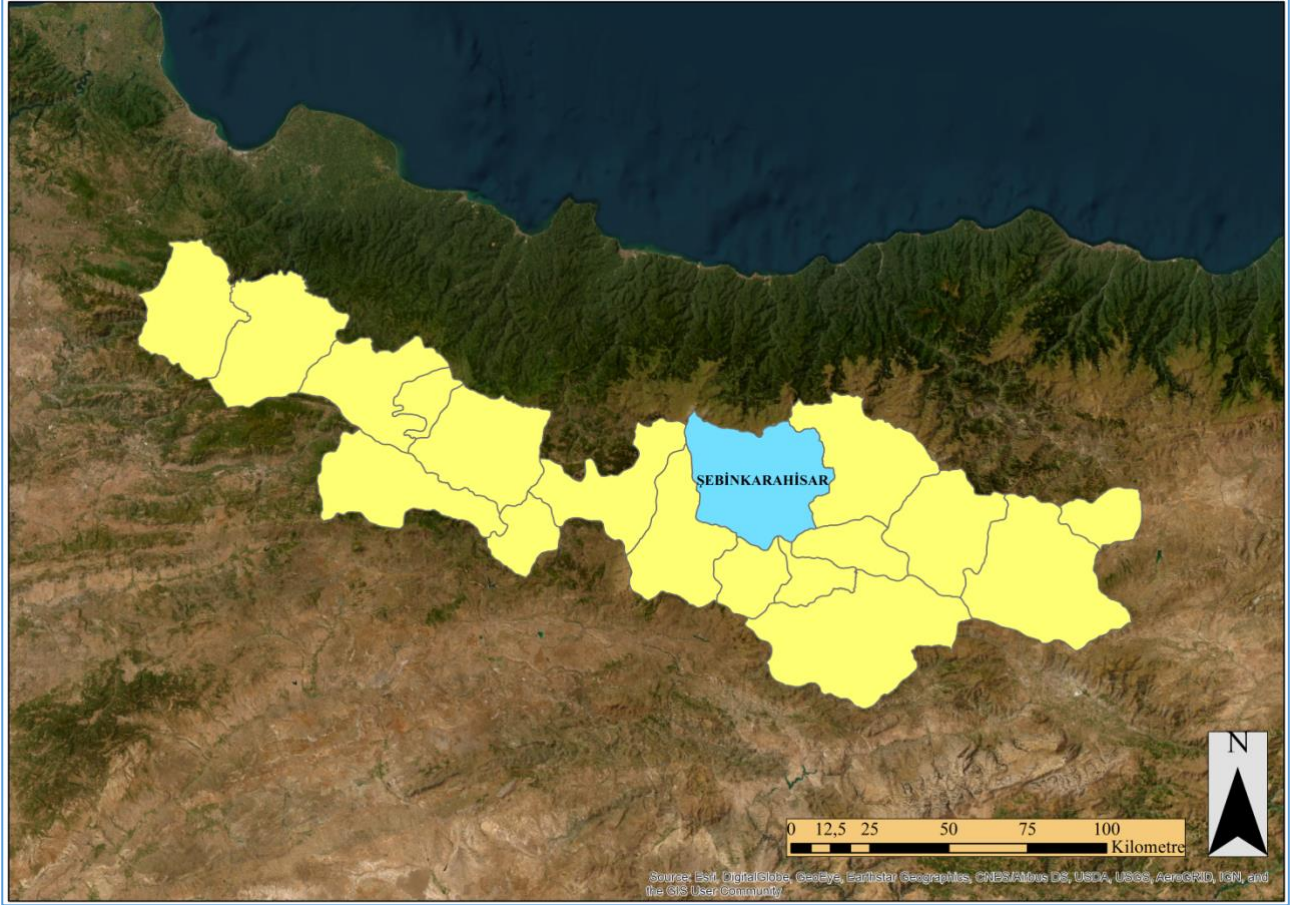 ŞEBİNKARAHİSAR
N
0 12,5 25 50 75 100
Kilometre
Source: Esri, DigitalGlobe, GeoEye, Earthstar Geographics, CNES/Airbus DS, USDA, USGS, AeroGRID, IGN, and
the GIS User Community